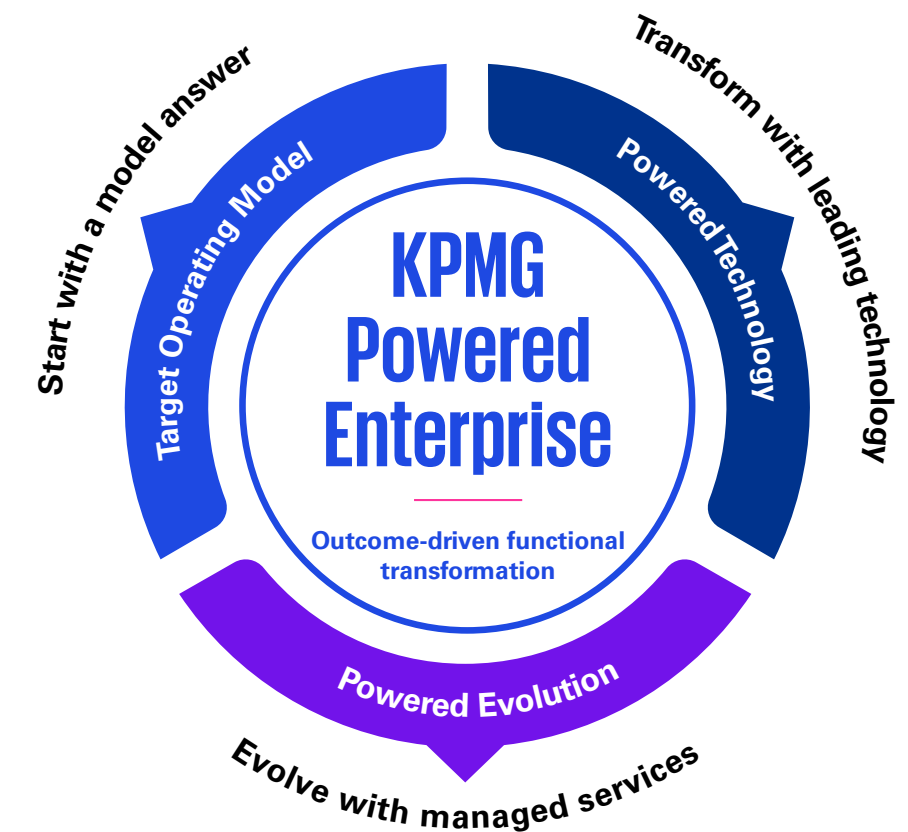 KPMG
Powered
Enterprise
Outcome-driven functional
transformation
Start with a model answer
Target Operating Model
Transform with leading technology
Powered Technology
Powered Evolution
Evolve with managed services